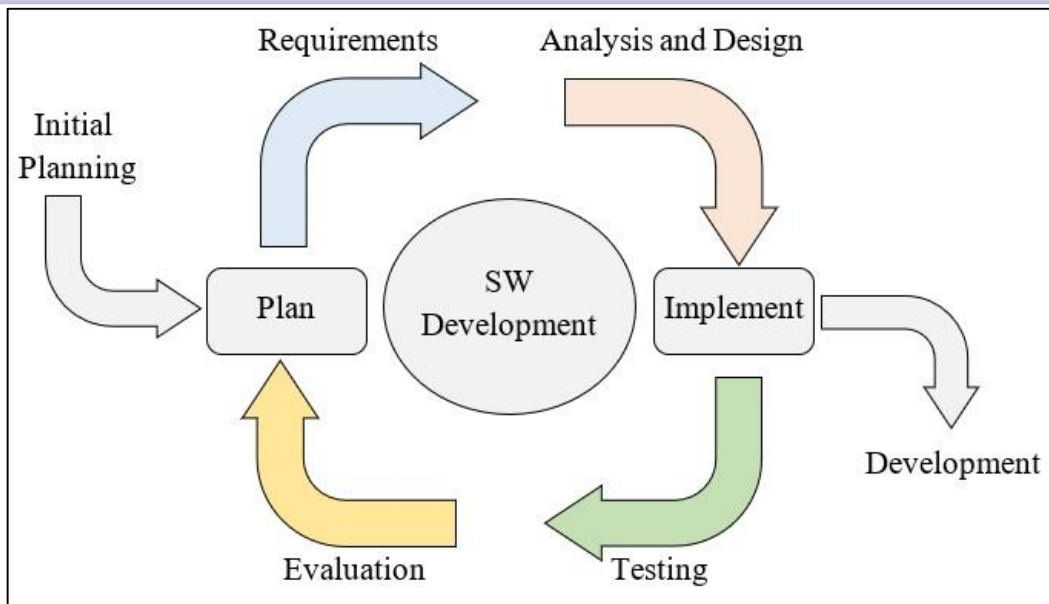 Requirements
Analysis and Design
Initial
Planning
Plan
SW
Development
Implement
Development
Evaluation
Testing